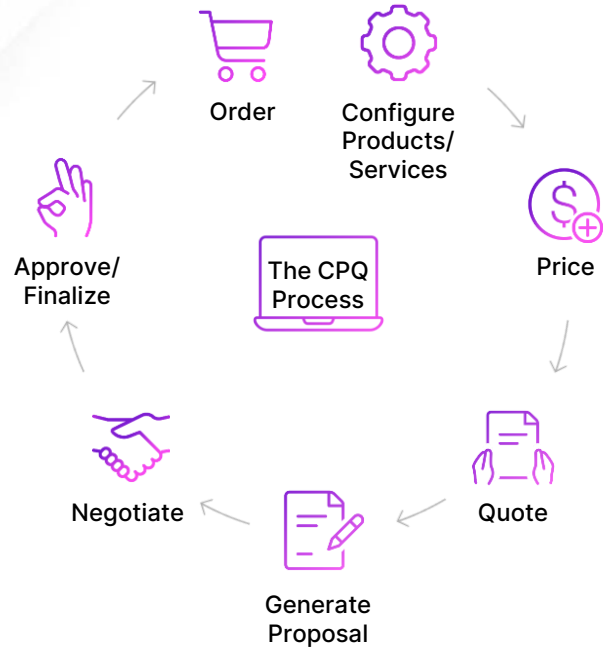 Order
Configure
Products/
Services
Price
Quote
Generate
Proposal
Negotiate
Approve/
Finalize
The CPQ
Process
$